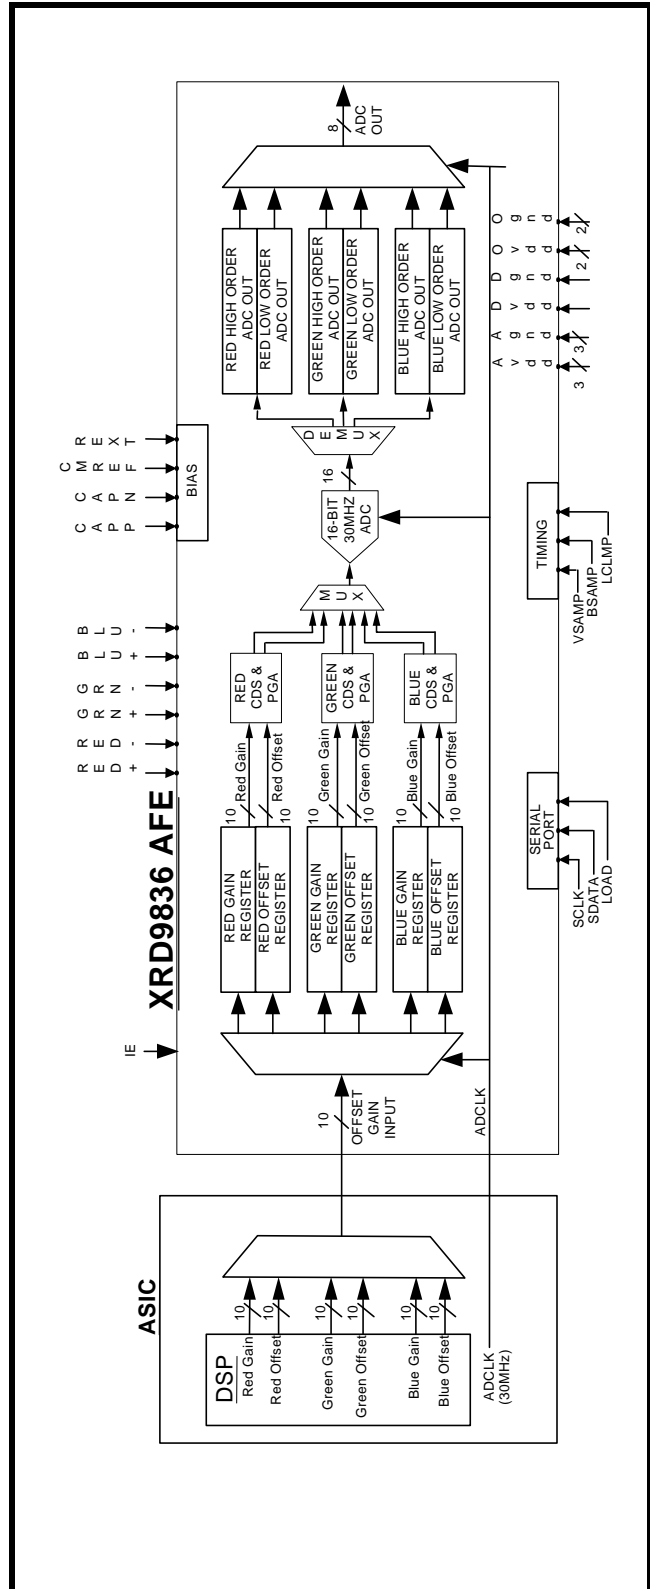 ASIC
DSP
Red Gain
Red Offset
Green Gain
Green Offset
Blue Gain
Blue Offset
10
10
10
10
10
10
ADCLK
(30MHz)
XRD9836 AFE
IE
10
OFFSET
GAIN
INPUT
ADCLK
RED GAIN
REGISTER
RED OFFSET
REGISTER
GREEN GAIN
REGISTER
GREEN OFFSET
REGISTER
BLUE GAIN
REGISTER
BLUE OFFSET
REGISTER
10
Red Gain
Red Offset
10
10
Green Gain
Green Offset
10
10
Blue Gain
Blue Offset
10
RED
CDS &
PGA
GREEN
CDS &
PGA
BLUE
CDS &
PGA
MUX
16-BIT
30MHZ
ADC
16
DEMUX
RED HIGH ORDER
ADC OUT
RED LOW ORDER
ADC OUT
GREEN HIGH ORDER
ADC OUT
GREEN LOW ORDER
ADC OUT
BLUE HIGH ORDER
ADC OUT
BLUE LOW ORDER
ADC OUT
8
ADC
OUT
RED+
RED-
GRN+
GRN-
BLU+
BLU-
CAPP
CAPN
CMREF
REXT
BIAS
SERIAL
PORT
SCLK
SDATA
LOAD
TIMING
VSAMP
BSAMP
LCLMP
Avdd
Agnd
Dvdd
Dgnd
Ovdd
Ognd
3
3
2
2